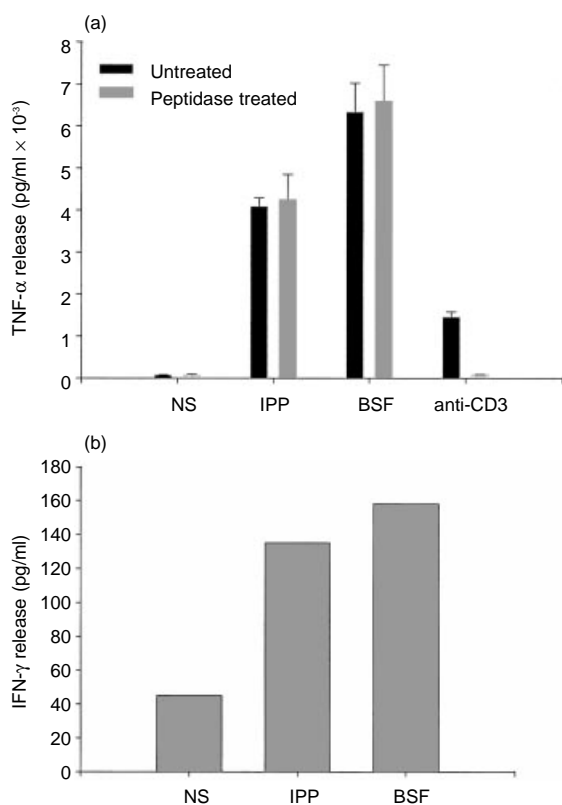 (a)
TNF-α release (pg/ml × 10⁻³)
8
7
6
5
4
3
2
1
0
Untreated
Peptidase treated
NS IPP BSF anti-CD3
(b)
IFN-γ release (pg/ml)
180
160
140
120
100
80
60
40
20
0
NS IPP BSF